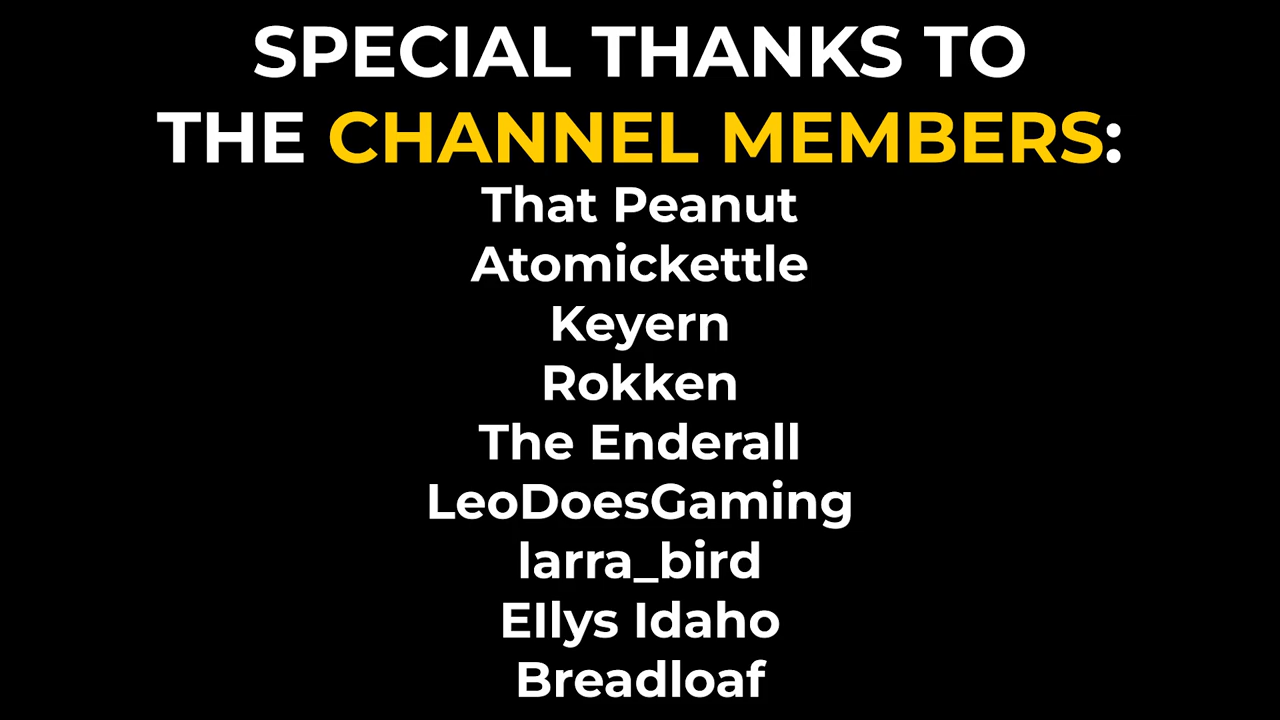 SPECIAL THANKS TO
THE CHANNEL MEMBERS:
That Peanut
Atomickettle
Keyern
Rokken
The Enderall
LeoDoesGaming
larra_bird
EIlys Idaho
Breadloaf